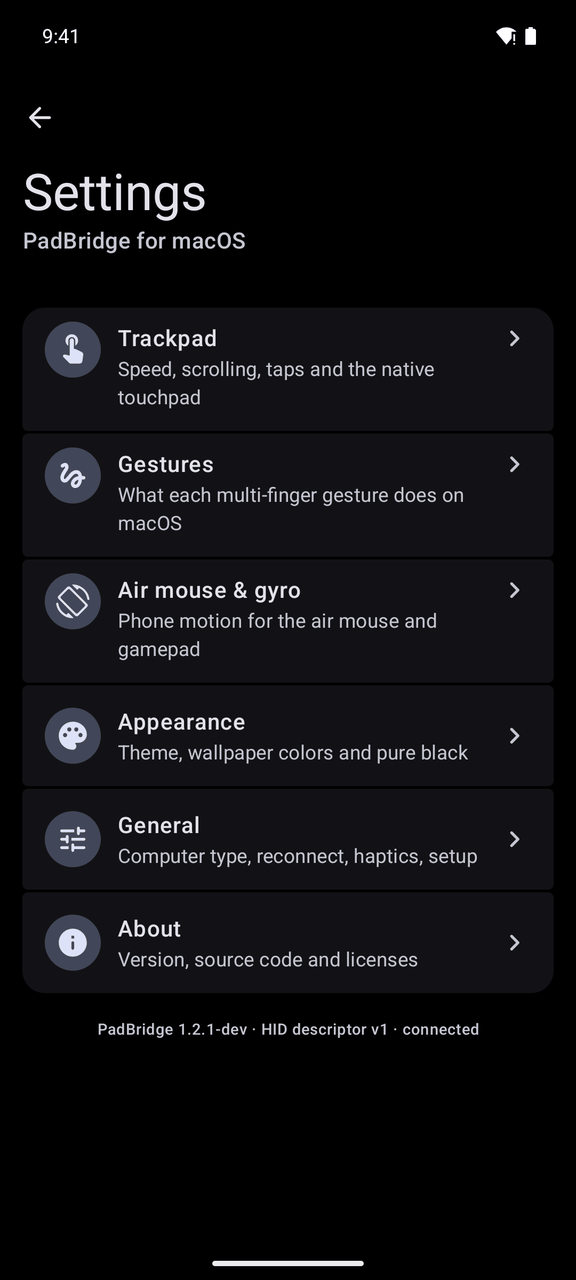 9:41
Settings
PadBridge for macOS
Trackpad
Speed, scrolling, taps and the native
touchpad
Gestures
What each multi-finger gesture does on
macOS
Air mouse & gyro
Phone motion for the air mouse and
gamepad
Appearance
Theme, wallpaper colors and pure black
General
Computer type, reconnect, haptics, setup
About
Version, source code and licenses
PadBridge 1.2.1-dev · HID descriptor v1 · connected